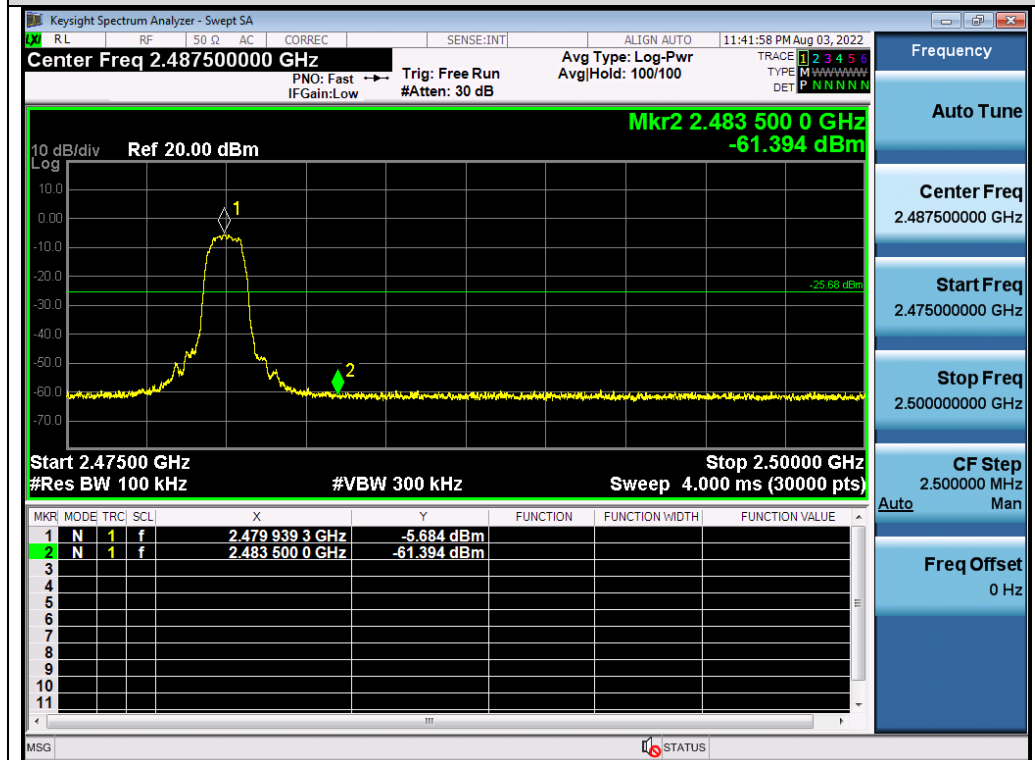 Keysight Spectrum Analyzer - Swept SA
LXI RL RF 50 Ω AC CORREC SENSE:INT ALIGN AUTO 11:41:58 PM Aug 03, 2022
Center Freq 2.487500000 GHz
Avg Type: Log-Pwr
TRACE 1 2 3 4 5 6
PNO: Fast
Trig: Free Run
Avg|Hold: 100/100
TYPE M WWWWW
IFGain:Low
#Atten: 30 dB
DET P N N N N N
Mkr2 2.483 500 0 GHz
-61.394 dBm
10 dB/div Ref 20.00 dBm
Log
10.0
1
0.00
-10.0
-20.0
-25.68 dBm
-30.0
-40.0
-50.0
2
-60.0
-70.0
Start 2.47500 GHz Stop 2.50000 GHz
#Res BW 100 kHz #VBW 300 kHz Sweep 4.000 ms (30000 pts)
MKR MODE TRC SCL X Y FUNCTION FUNCTION WIDTH FUNCTION VALUE
1 N 1 f 2.479 939 3 GHz -5.684 dBm
2 N 1 f 2.483 500 0 GHz -61.394 dBm
3
4
5
6
7
8
9
10
11
MSG STATUS
Frequency
Auto Tune
Center Freq
2.487500000 GHz
Start Freq
2.475000000 GHz
Stop Freq
2.500000000 GHz
CF Step
2.500000 MHz
Auto Man
Freq Offset
0 Hz